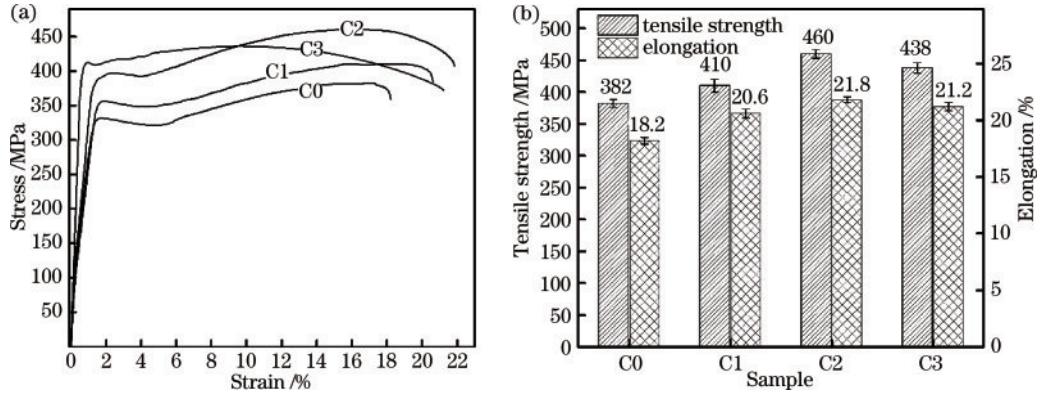 (a)
450
400
350
300
250
200
150
100
50
0 2 4 6 8 10 12 14 16 18 20 22
Stress /MPa
Strain /%
C2
C3
C1
C0
(b)
tensile strength
elongation
500
450
400
350
300
250
200
150
100
50
0
Tensile strength /MPa
382
18.2
410
20.6
460
21.8
438
21.2
C0 C1 C2 C3
Sample
25
20
15
10
5
0
Elongation /%